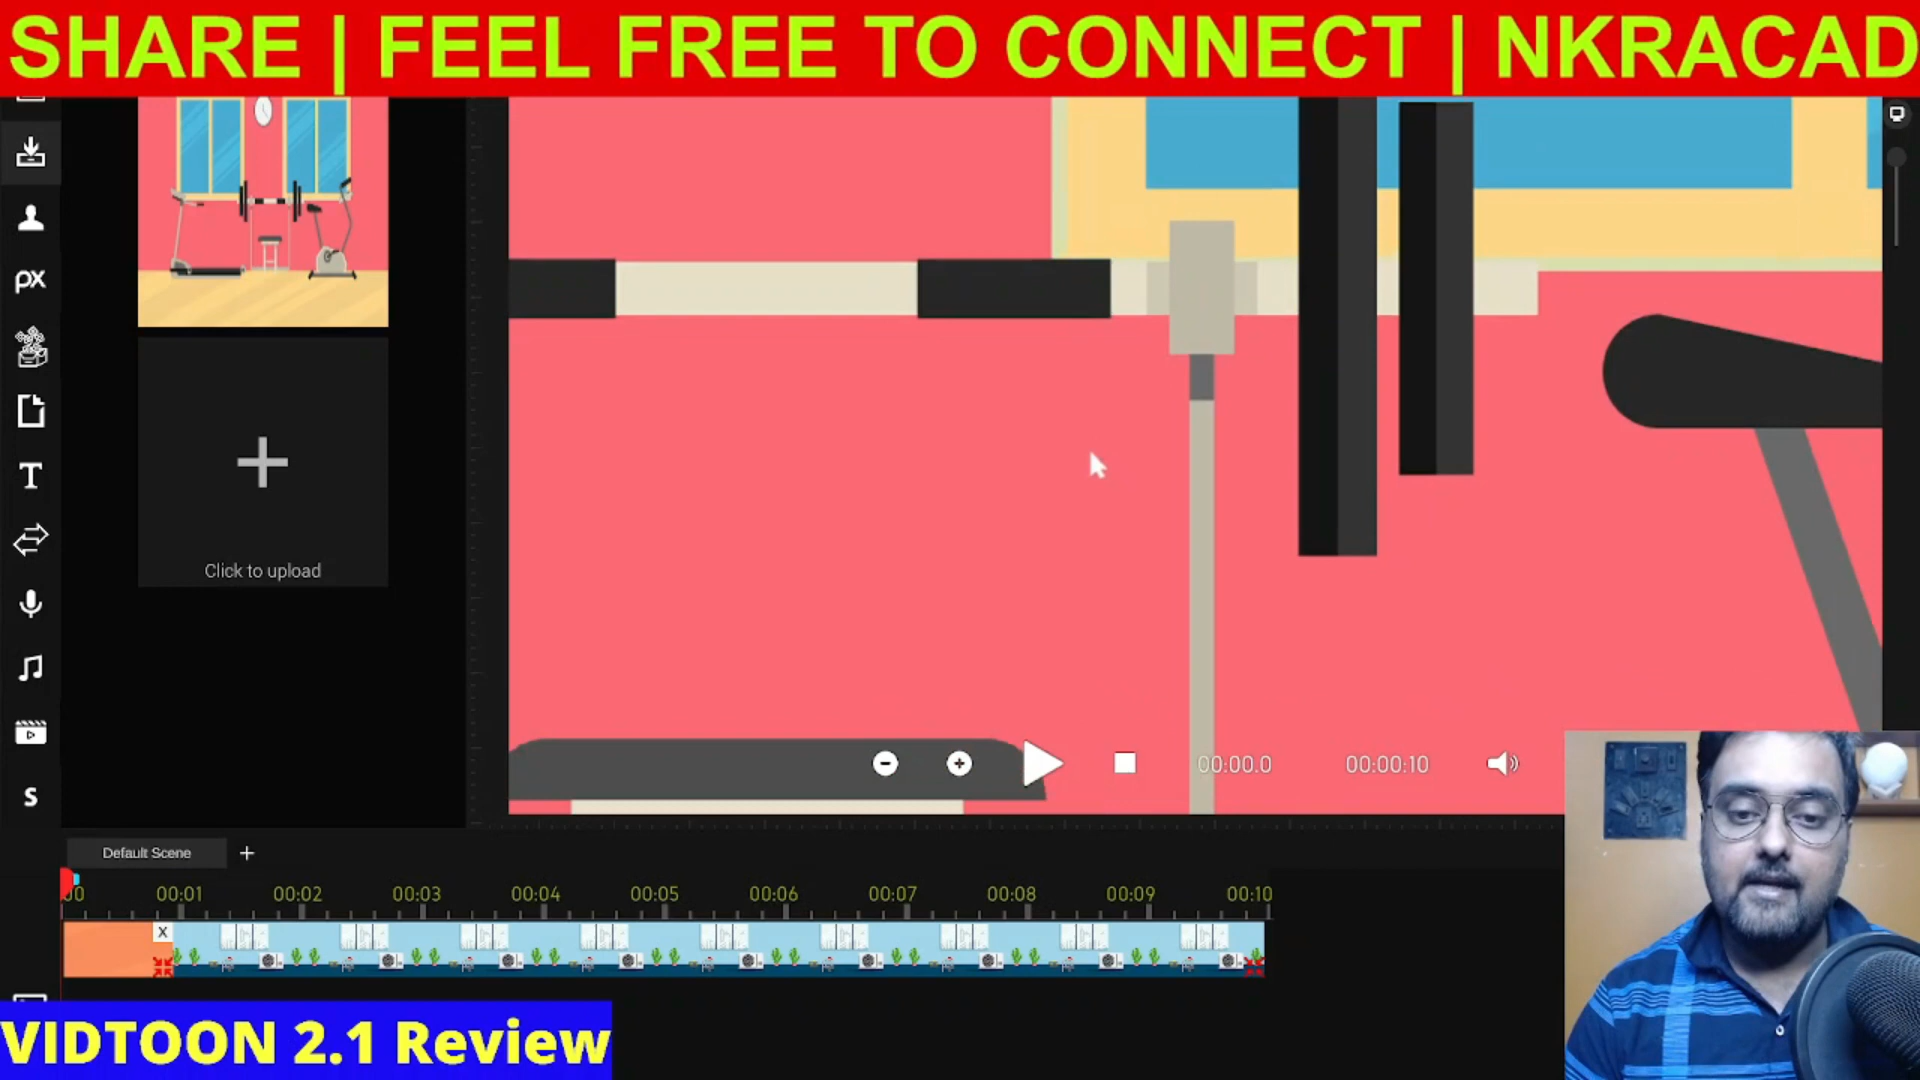 SHARE | FEEL FREE TO CONNECT | NKRACAD
px
T
Click to upload
S
00:00.0
00:00:10
Default Scene
00 00:01 00:02 00:03 00:04 00:05 00:06 00:07 00:08 00:09 00:10
X
VIDTOON 2.1 Review